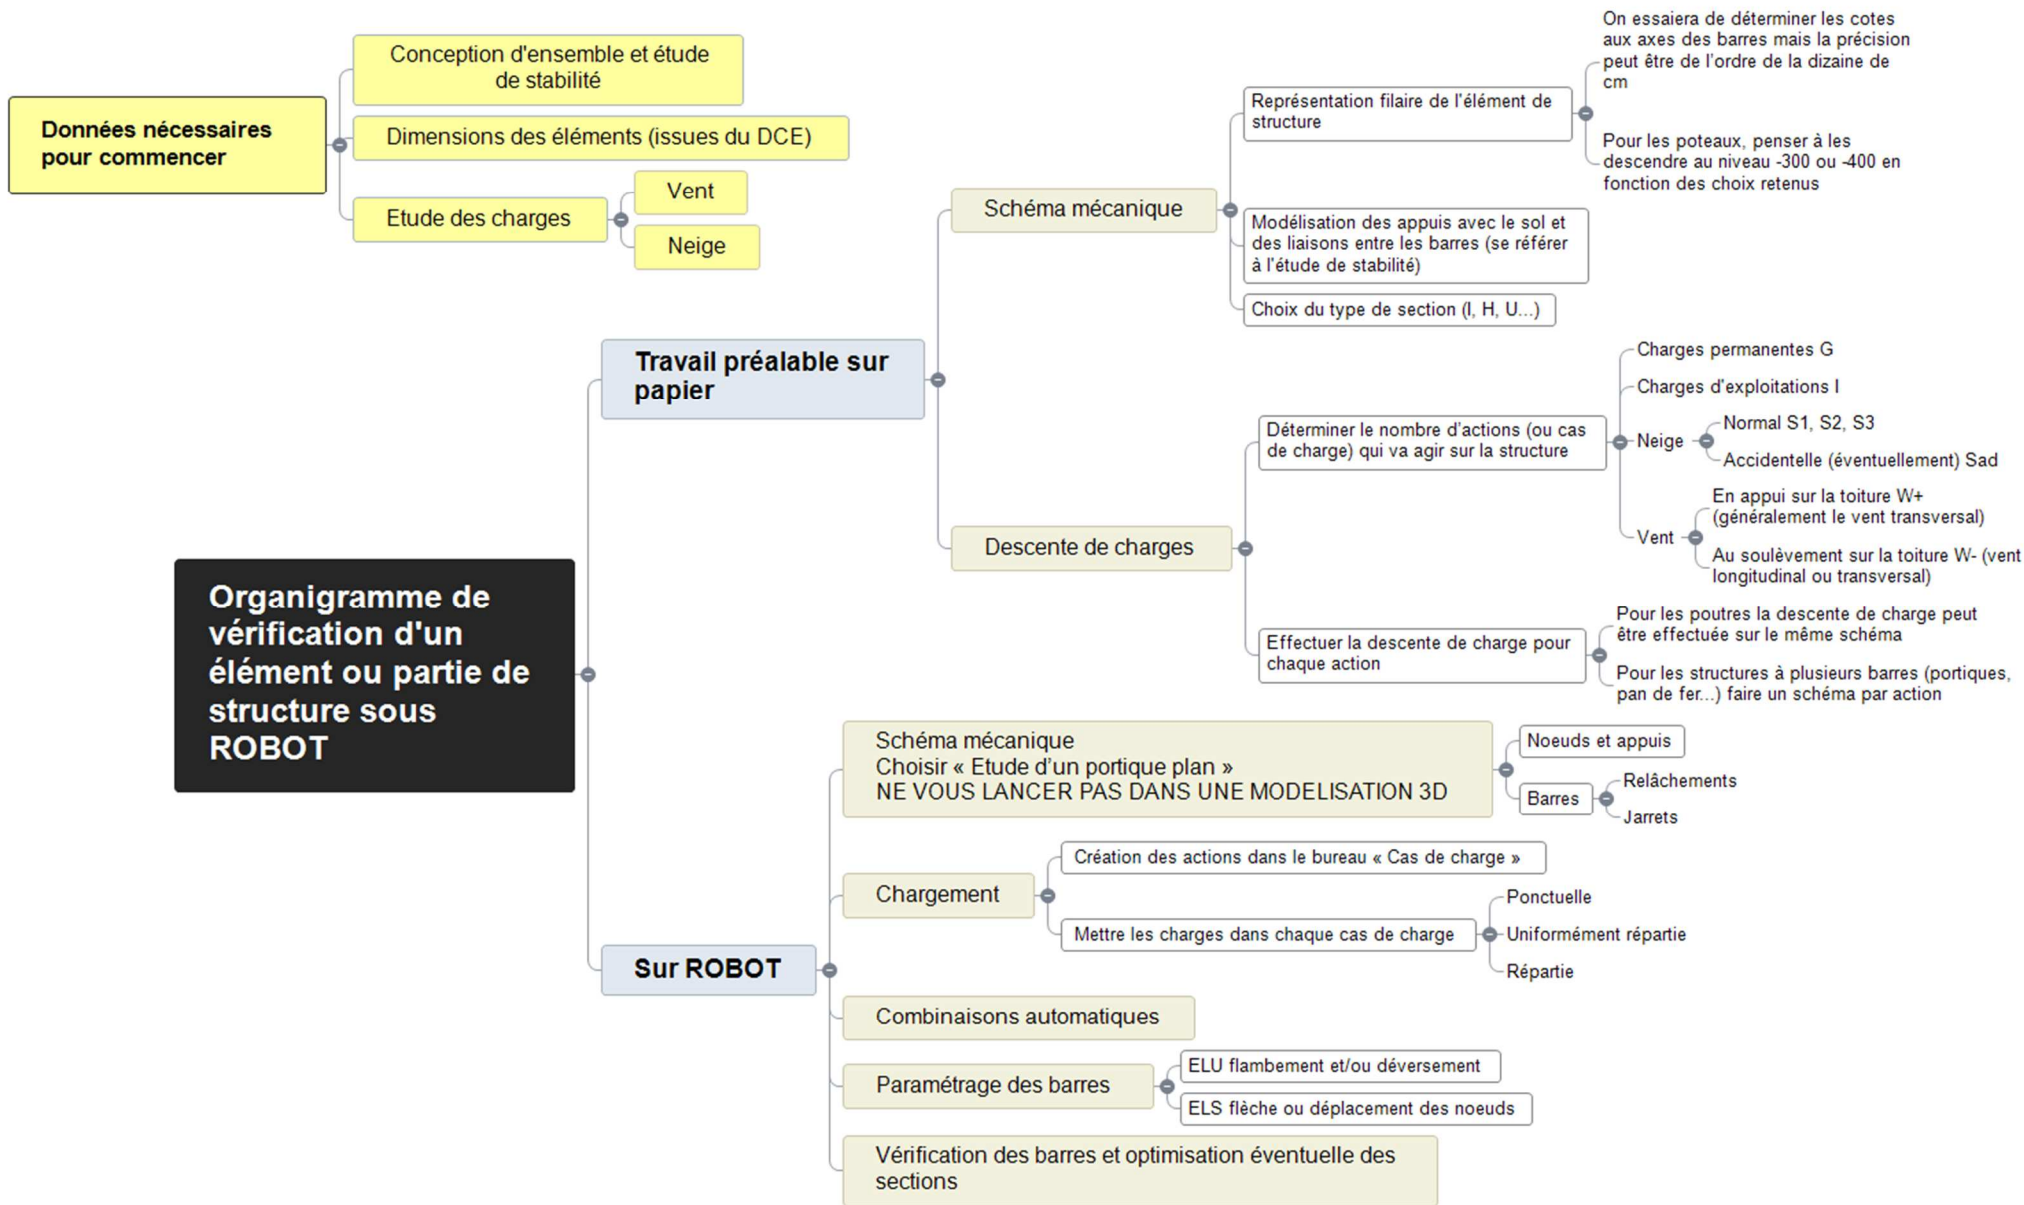 Données nécessaires
pour commencer
Conception d'ensemble et étude
de stabilité
Dimensions des éléments (issues du DCE)
Etude des charges
Vent
Neige
Organigramme de
vérification d'un
élément ou partie de
structure sous
ROBOT
Travail préalable sur
papier
Schéma mécanique
Représentation filaire de l'élément de
structure
On essaiera de déterminer les cotes
aux axes des barres mais la précision
peut être de l'ordre de la dizaine de
cm
Pour les poteaux, penser à les
descendre au niveau -300 ou -400 en
fonction des choix retenus
Modélisation des appuis avec le sol et
des liaisons entre les barres (se référer
à l'étude de stabilité)
Choix du type de section (I, H, U...)
Descente de charges
Déterminer le nombre d'actions (ou cas
de charge) qui va agir sur la structure
Charges permanentes G
Charges d'exploitations I
Neige
Normal S1, S2, S3
Accidentelle (éventuellement) Sad
Vent
En appui sur la toiture W+
(généralement le vent transversal)
Au soulèvement sur la toiture W- (vent
longitudinal ou transversal)
Effectuer la descente de charge pour
chaque action
Pour les poutres la descente de charge peut
être effectuée sur le même schéma
Pour les structures à plusieurs barres (portiques,
pan de fer...) faire un schéma par action
Sur ROBOT
Schéma mécanique
Choisir « Etude d'un portique plan »
NE VOUS LANCER PAS DANS UNE MODELISATION 3D
Noeuds et appuis
Barres
Relâchements
Jarrets
Chargement
Création des actions dans le bureau « Cas de charge »
Mettre les charges dans chaque cas de charge
Ponctuelle
Uniformément répartie
Répartie
Combinaisons automatiques
Paramétrage des barres
ELU flambement et/ou déversement
ELS flèche ou déplacement des noeuds
Vérification des barres et optimisation éventuelle des
sections